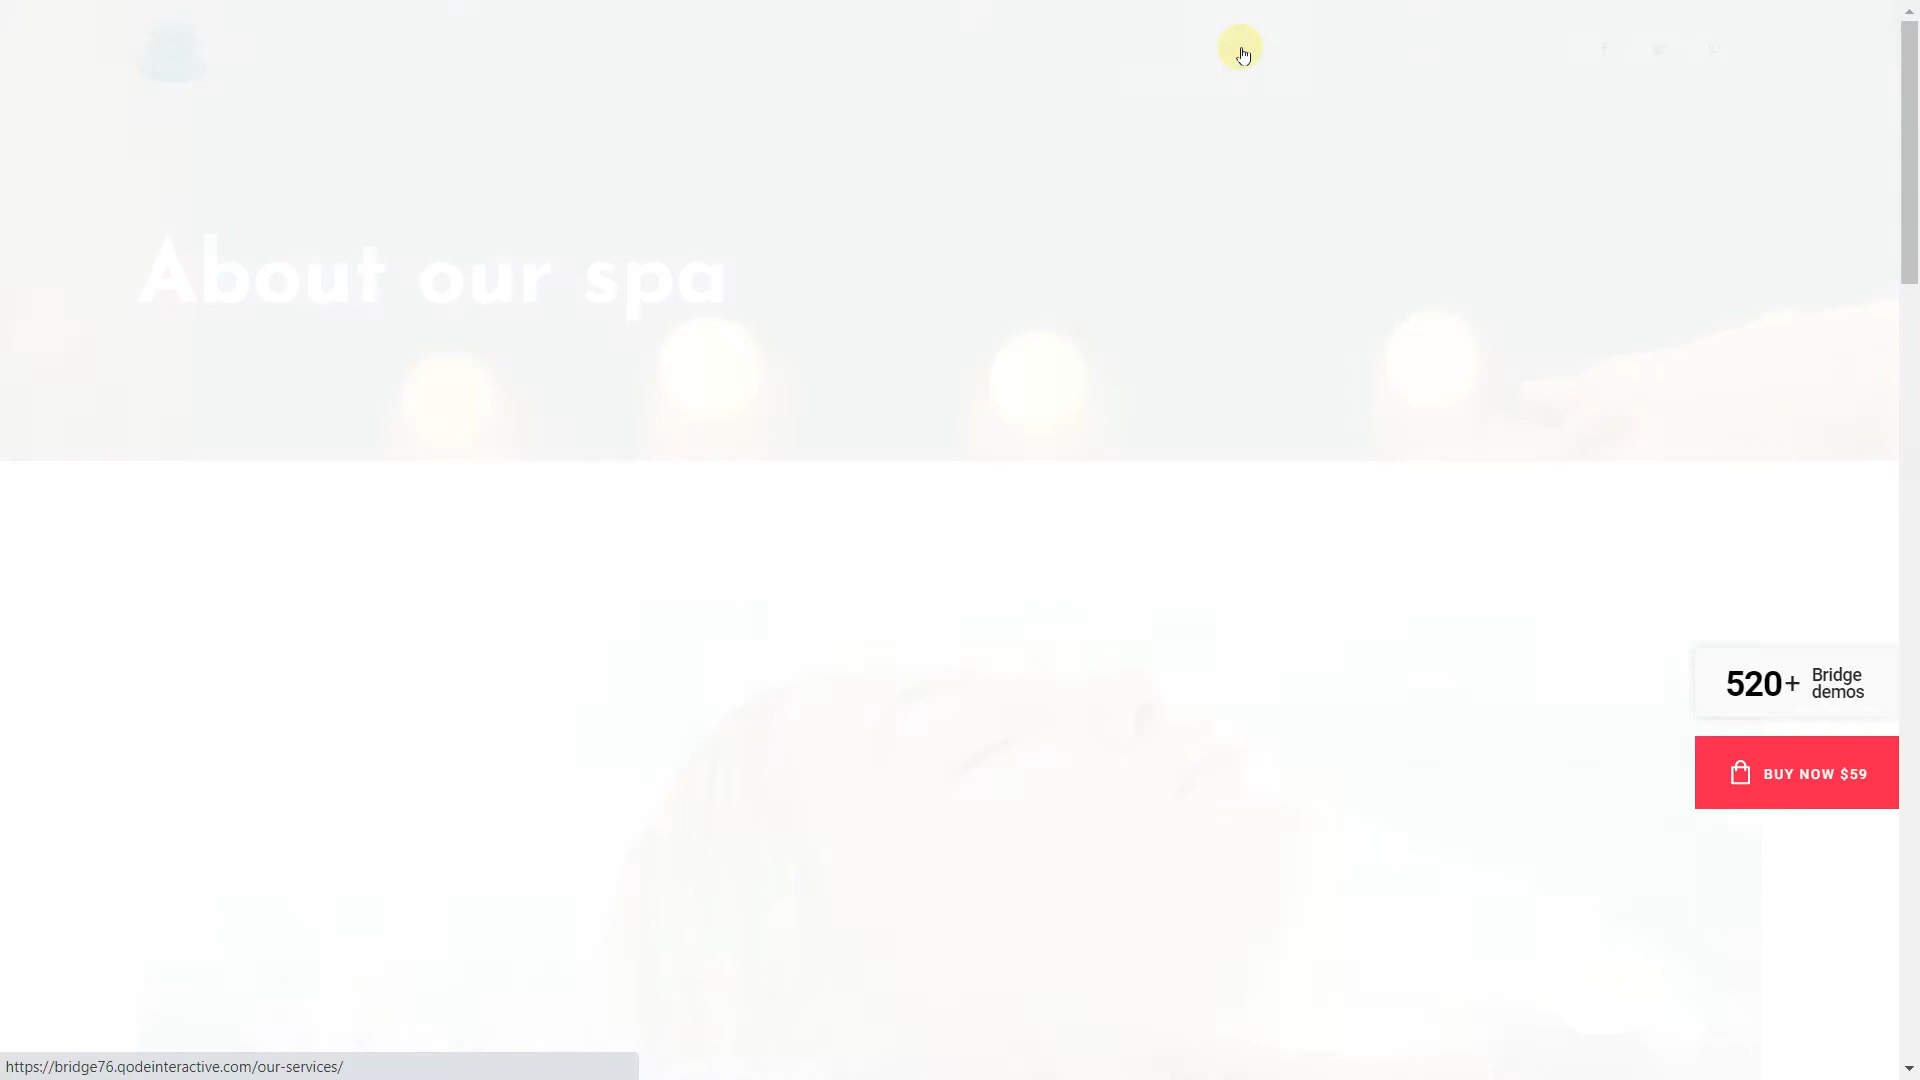 About our spa
520+ Bridge
demos
BUY NOW $59
https://bridge76.qodeinteractive.com/our-services/